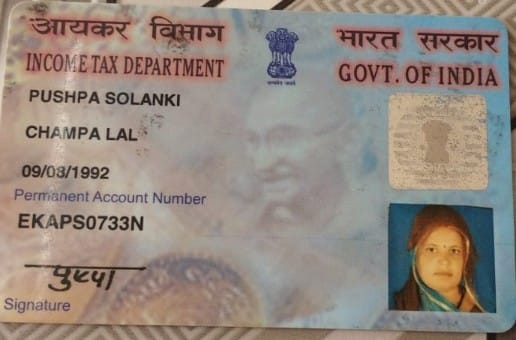 आयकर विभाग
भारत सरकार
INCOME TAX DEPARTMENT
GOVT. OF INDIA
PUSHPA SOLANKI
CHAMPA LAL
09/08/1992
Permanent Account Number
EKAPS0733N
पुष्पा
Signature